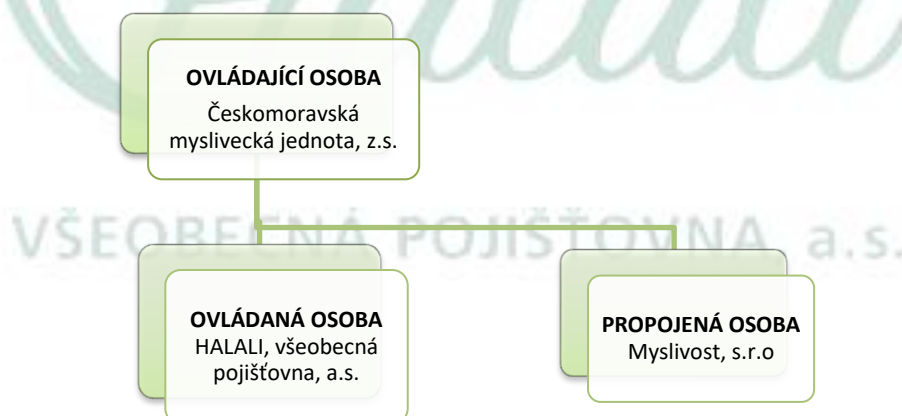 OVLÁDAJÍCÍ OSOBA
Českomoravská
myslivecká jednota, z.s.
VŠEOBECNÁ POJIŠŤOVNA, a.s.
OVLÁDANÁ OSOBA
HALALI, všeobecná
pojišťovna, a.s.
PROPOJENÁ OSOBA
Myslivost, s.r.o